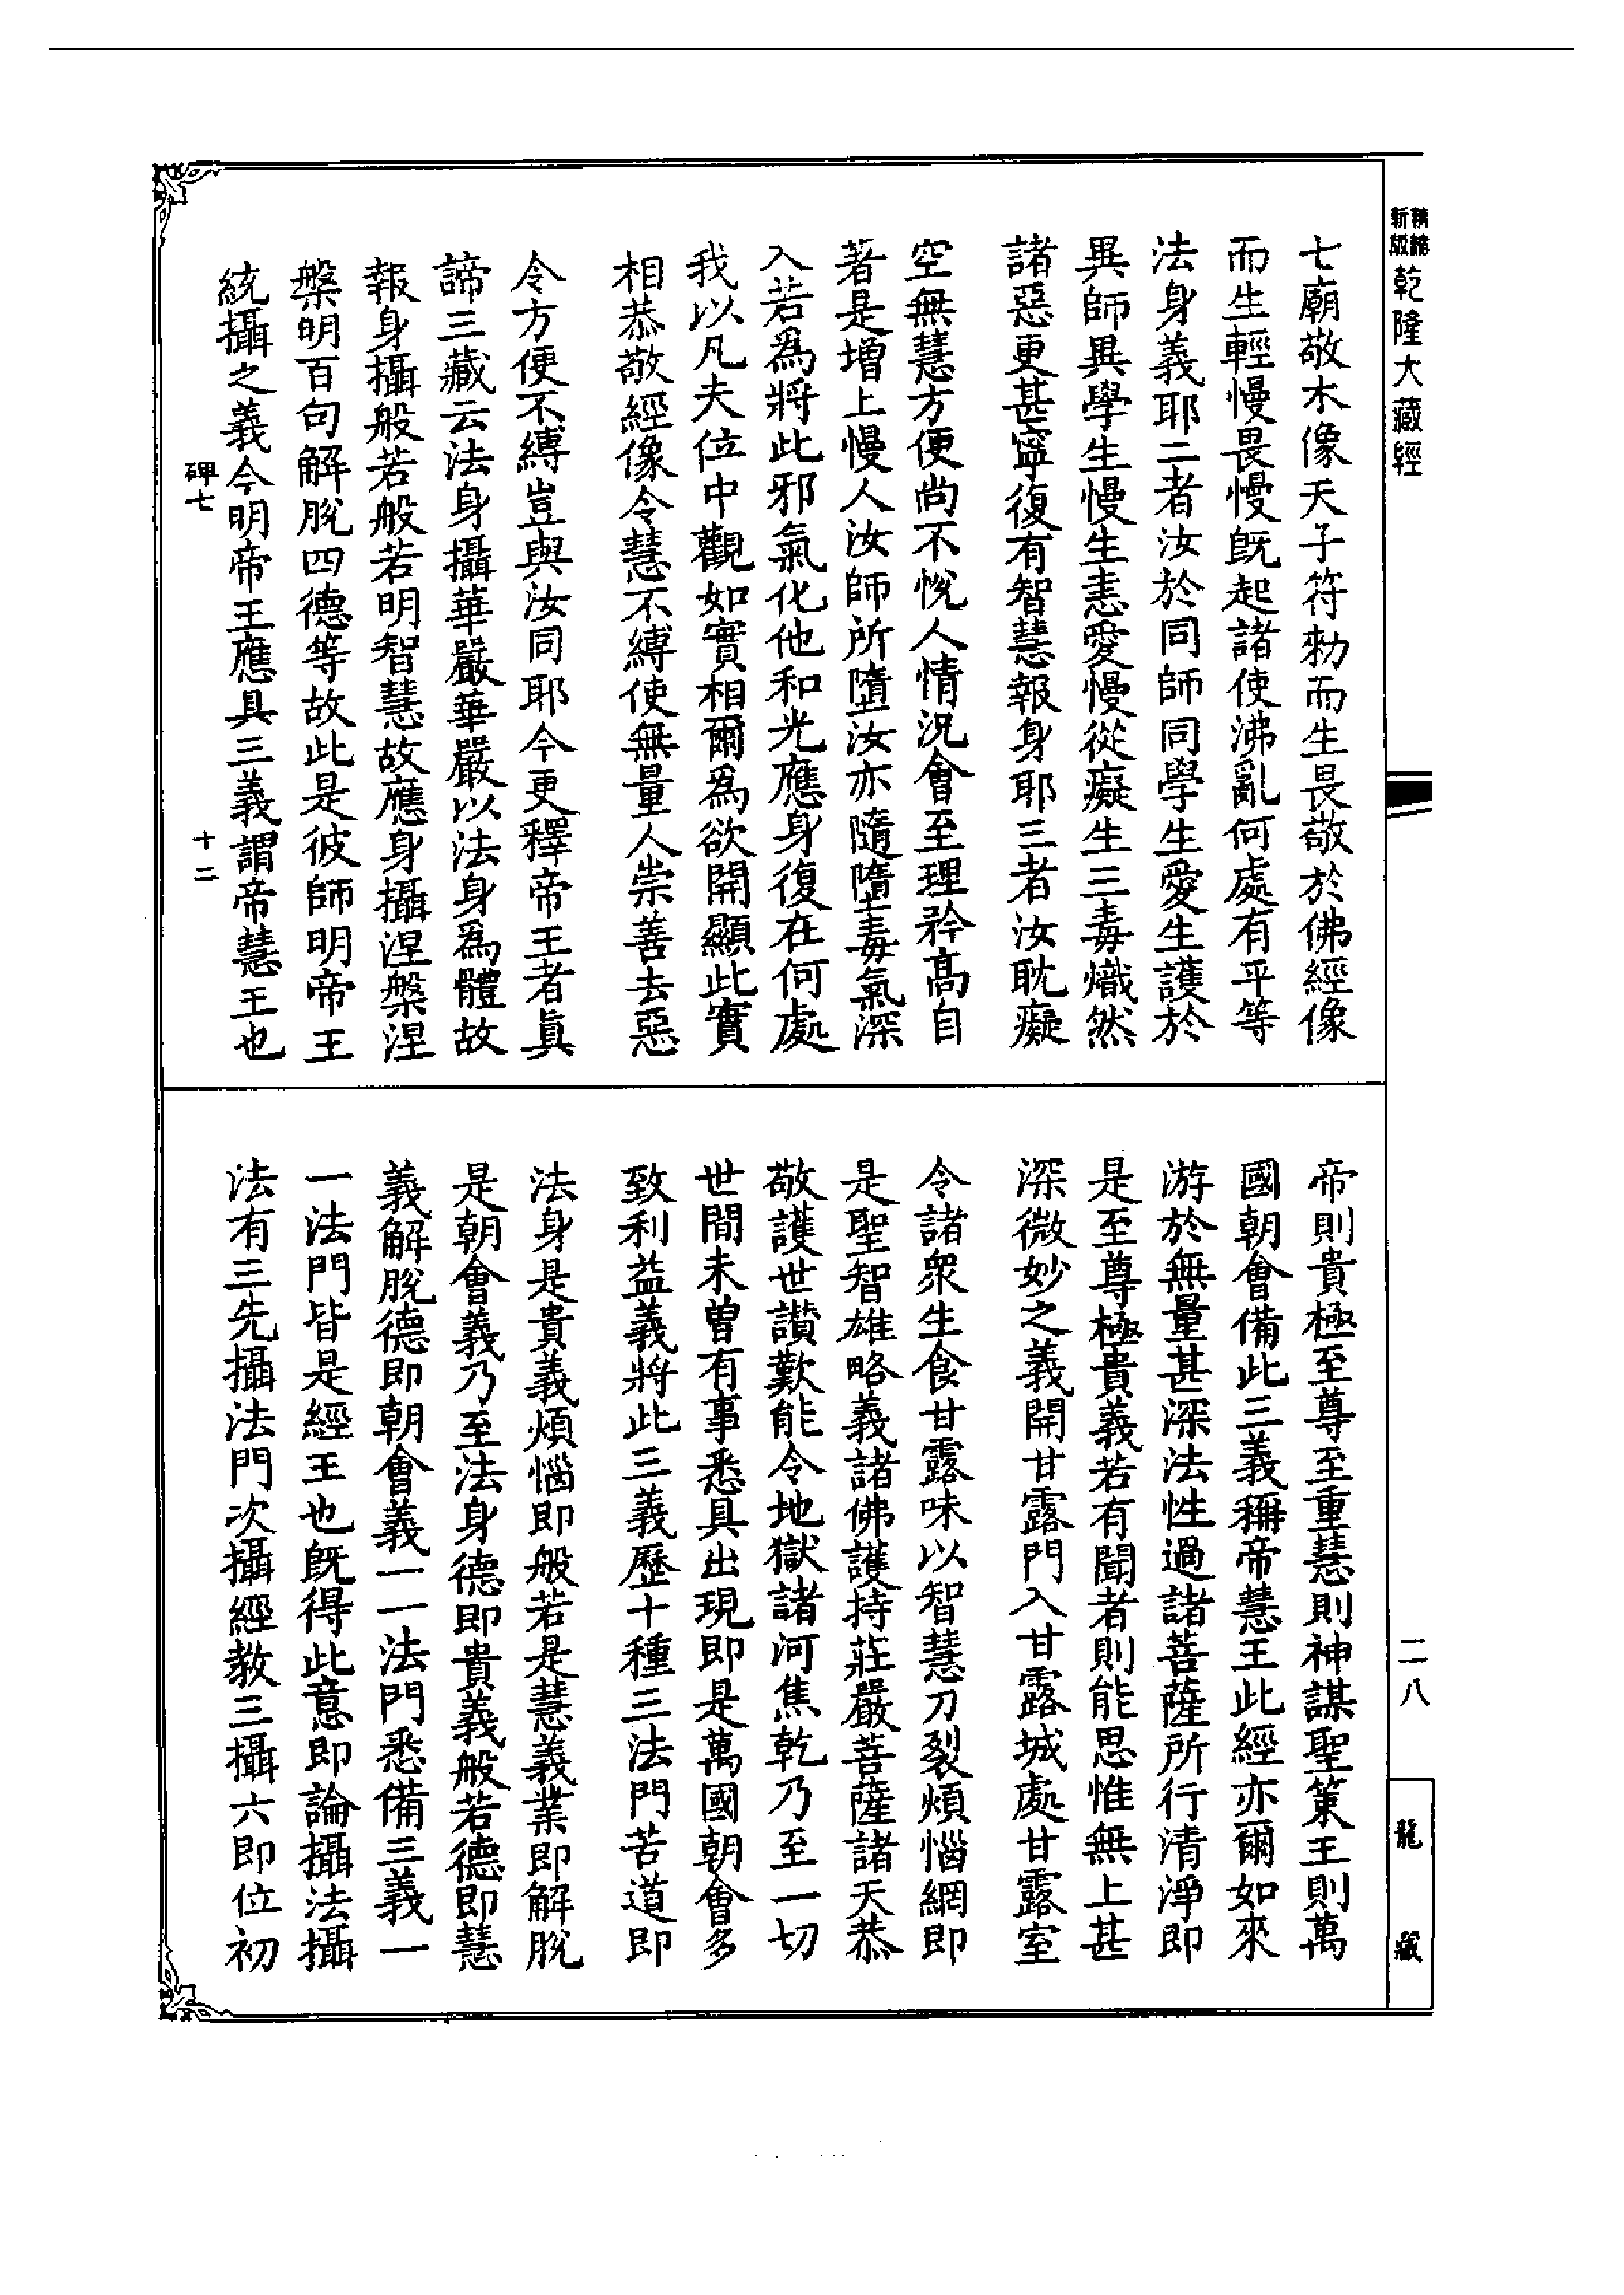 精縮新版乾隆大藏經
七廟敬木像天子符勑而生畏敬於佛經像
而生輕慢畏慢旣起諸使沸亂何處有平等
法身義耶二者汝於同師同學生愛生護於
異師異學生慢生恚愛慢從癡生三毒熾然
諸惡更甚寧復有智慧報身耶三者汝耽癡
空無慧方便尚不悅人情況會至理矜高自
著是增上慢人汝師所墮汝亦隨墮毒氣深
入若爲將此邪氣化他和光應身復在何處
我以凡夫位中觀如實相爾爲欲開顯此實
相恭敬經像令慧不縛使無量人崇善去惡
令方便不縛豈與汝同耶今更釋帝王者眞
諦三藏云法身攝華嚴華嚴以法身爲體故
報身攝般若般若明智慧故應身攝涅槃涅
槃明百句解脫四德等故此是彼師明帝王
統攝之義今明帝王應具三義謂帝慧王也
碑七
十二
帝則貴極至尊至重慧則神謀聖策王則萬
國朝會備此三義稱帝慧王此經亦爾如來
游於無量甚深法性過諸菩薩所行清淨即
是至尊極貴義若有聞者則能思惟無上甚
深微妙之義開甘露門入甘露城處甘露室
令諸衆生食甘露味以智慧刀裂煩惱網即
是聖智雄略義諸佛護持莊嚴菩薩諸天恭
敬護世讚歎能令地獄諸河焦乾乃至一切
世間未曾有事悉具出現即是萬國朝會多
致利益義將此三義歷十種三法門苦道即
法身是貴義煩惱即般若是慧義業即解脫
是朝會義乃至法身德即貴義般若德即慧
義解脫德即朝會義一一法門悉備三義一
一法門皆是經王也旣得此意即論攝法攝
法有三先攝法門次攝經教三攝六即位初
二八
龍藏